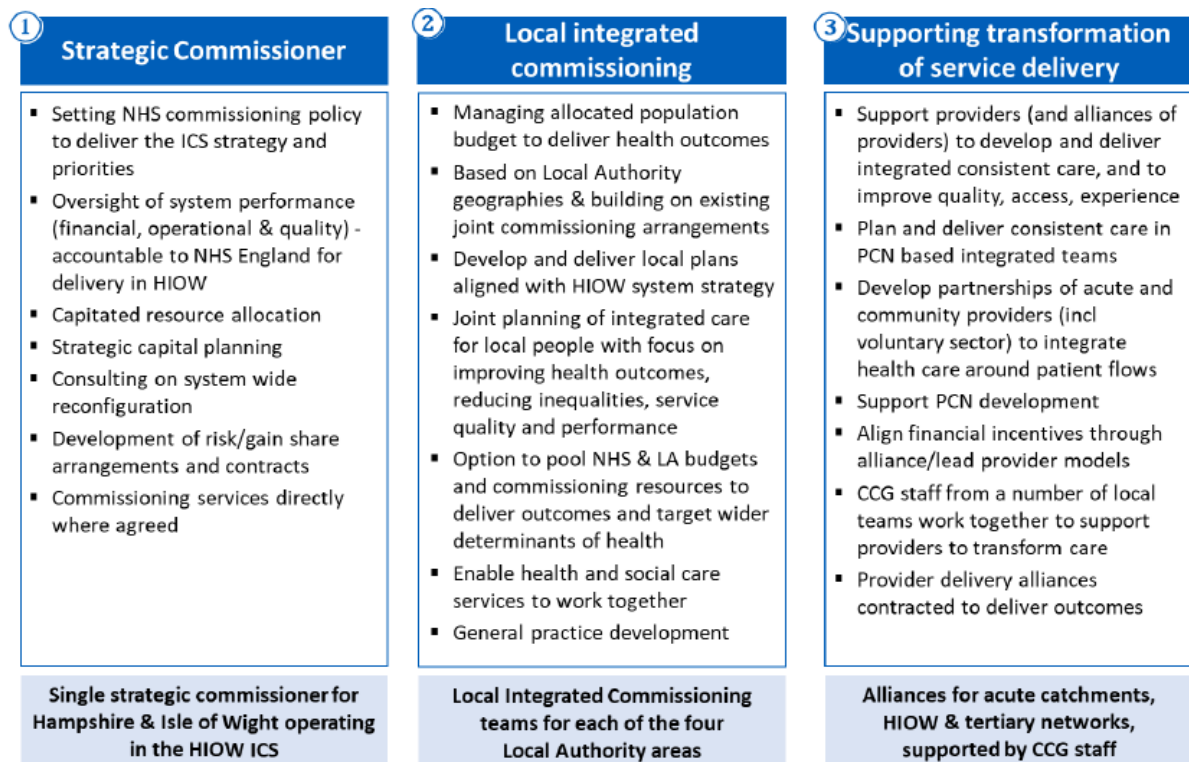 1
Strategic Commissioner
▪ Setting NHS commissioning policy
to deliver the ICS strategy and
priorities
▪ Oversight of system performance
(financial, operational & quality) -
accountable to NHS England for
delivery in HIOW
▪ Capitated resource allocation
▪ Strategic capital planning
▪ Consulting on system wide
reconfiguration
▪ Development of risk/gain share
arrangements and contracts
▪ Commissioning services directly
where agreed
Single strategic commissioner for
Hampshire & Isle of Wight operating
in the HIOW ICS
2
Local integrated
commissioning
▪ Managing allocated population
budget to deliver health outcomes
▪ Based on Local Authority
geographies & building on existing
joint commissioning arrangements
▪ Develop and deliver local plans
aligned with HIOW system strategy
▪ Joint planning of integrated care
for local people with focus on
improving health outcomes,
reducing inequalities, service
quality and performance
▪ Option to pool NHS & LA budgets
and commissioning resources to
deliver outcomes and target wider
determinants of health
▪ Enable health and social care
services to work together
▪ General practice development
Local Integrated Commissioning
teams for each of the four
Local Authority areas
3
Supporting transformation
of service delivery
▪ Support providers (and alliances of
providers) to develop and deliver
integrated consistent care, and to
improve quality, access, experience
▪ Plan and deliver consistent care in
PCN based integrated teams
▪ Develop partnerships of acute and
community providers (incl
voluntary sector) to integrate
health care around patient flows
▪ Support PCN development
▪ Align financial incentives through
alliance/lead provider models
▪ CCG staff from a number of local
teams work together to support
providers to transform care
▪ Provider delivery alliances
contracted to deliver outcomes
Alliances for acute catchments,
HIOW & tertiary networks,
supported by CCG staff